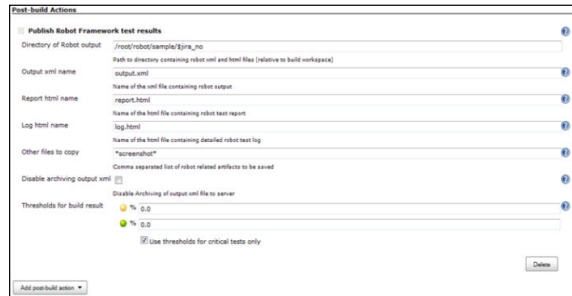 Post-build Actions
Publish Robot Framework test results
Directory of Robot output
/root/robot/sample/$jira_no
Path to directory containing robot xml and html files (relative to build workspace)
Output xml name
output.xml
Name of the xml file containing robot output
Report html name
report.html
Name of the html file containing robot test report
Log html name
log.html
Name of the html file containing detailed robot test log
Other files to copy
*screenshot*
Comma separated list of robot related artifacts to be saved
Disable archiving output xml
Disable Archiving of output xml file to server
Thresholds for build result
% 0.0
% 0.0
Use thresholds for critical tests only
Delete
Add post-build action